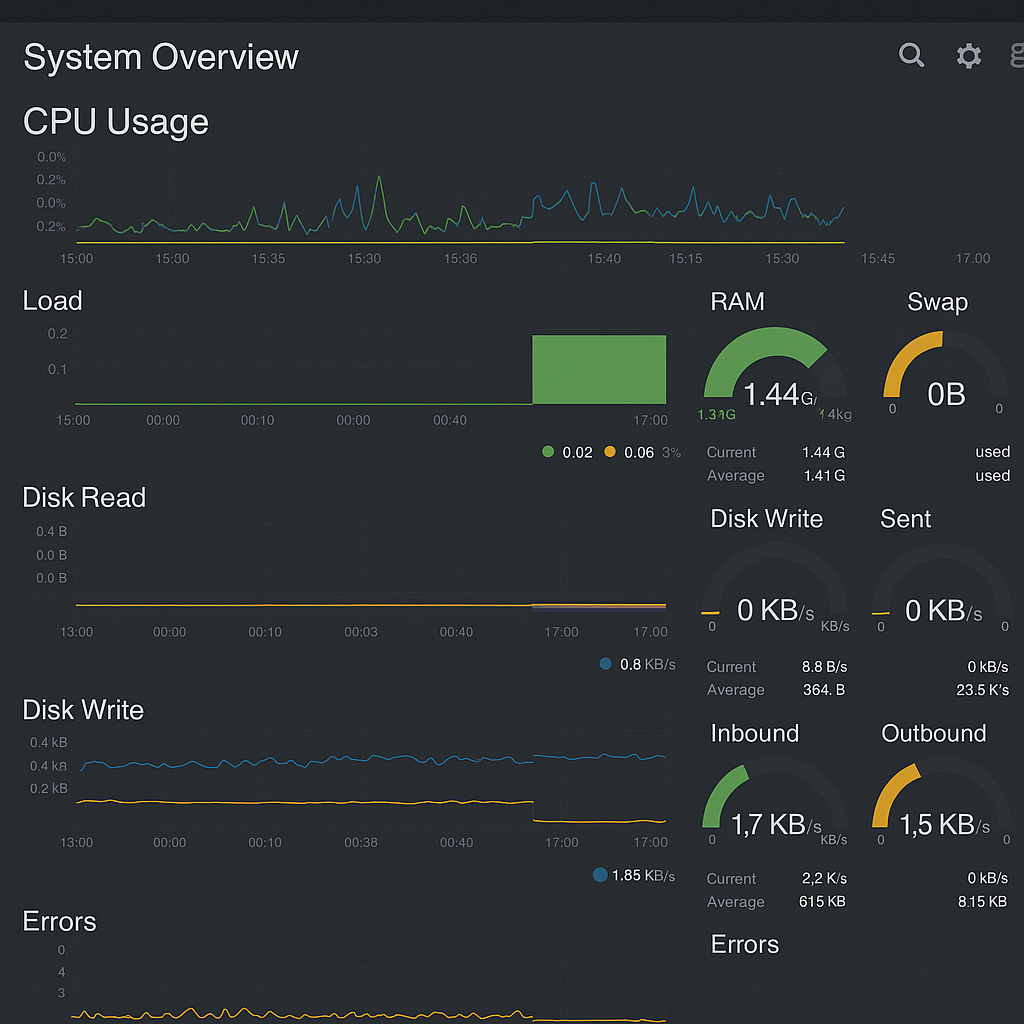 System Overview
CPU Usage
0.0%
0.2%
0.0%
0.2%
15:00 15:30 15:35 15:30 15:36 15:40 15:15 15:30 15:45 17.00
Load
0.2
0.1
15:00 00:00 00:10 00:00 00:40 17:00
0.02 0.06 3%
RAM
1.44G/
Current 1.44 G
Average 1.41 G
Swap
0B
0 0
used
used
Disk Read
0.4 B
0.0 B
0.0 B
13:00 00:00 00:10 00:03 00:40 17:00 17.00
0.8 KB/s
Disk Write
0 KB/s
0 KB/s
Current 8.8 B/s
Average 364. B
Sent
0 KB/s
0 0
0 kB/s
23.5 K's
Disk Write
0.4 kB
0.4 kB
0.2 kB
13:00 00:00 00:10 00:38 00:40 17:00 17:00
1.85 KB/s
Inbound
1,7 KB/s
0 KB/s
Current 2,2 K/s
Average 615 KB
Outbound
1,5 KB/s
0 0
0 kB/s
8.15 KB
Errors
0
4
3
Errors